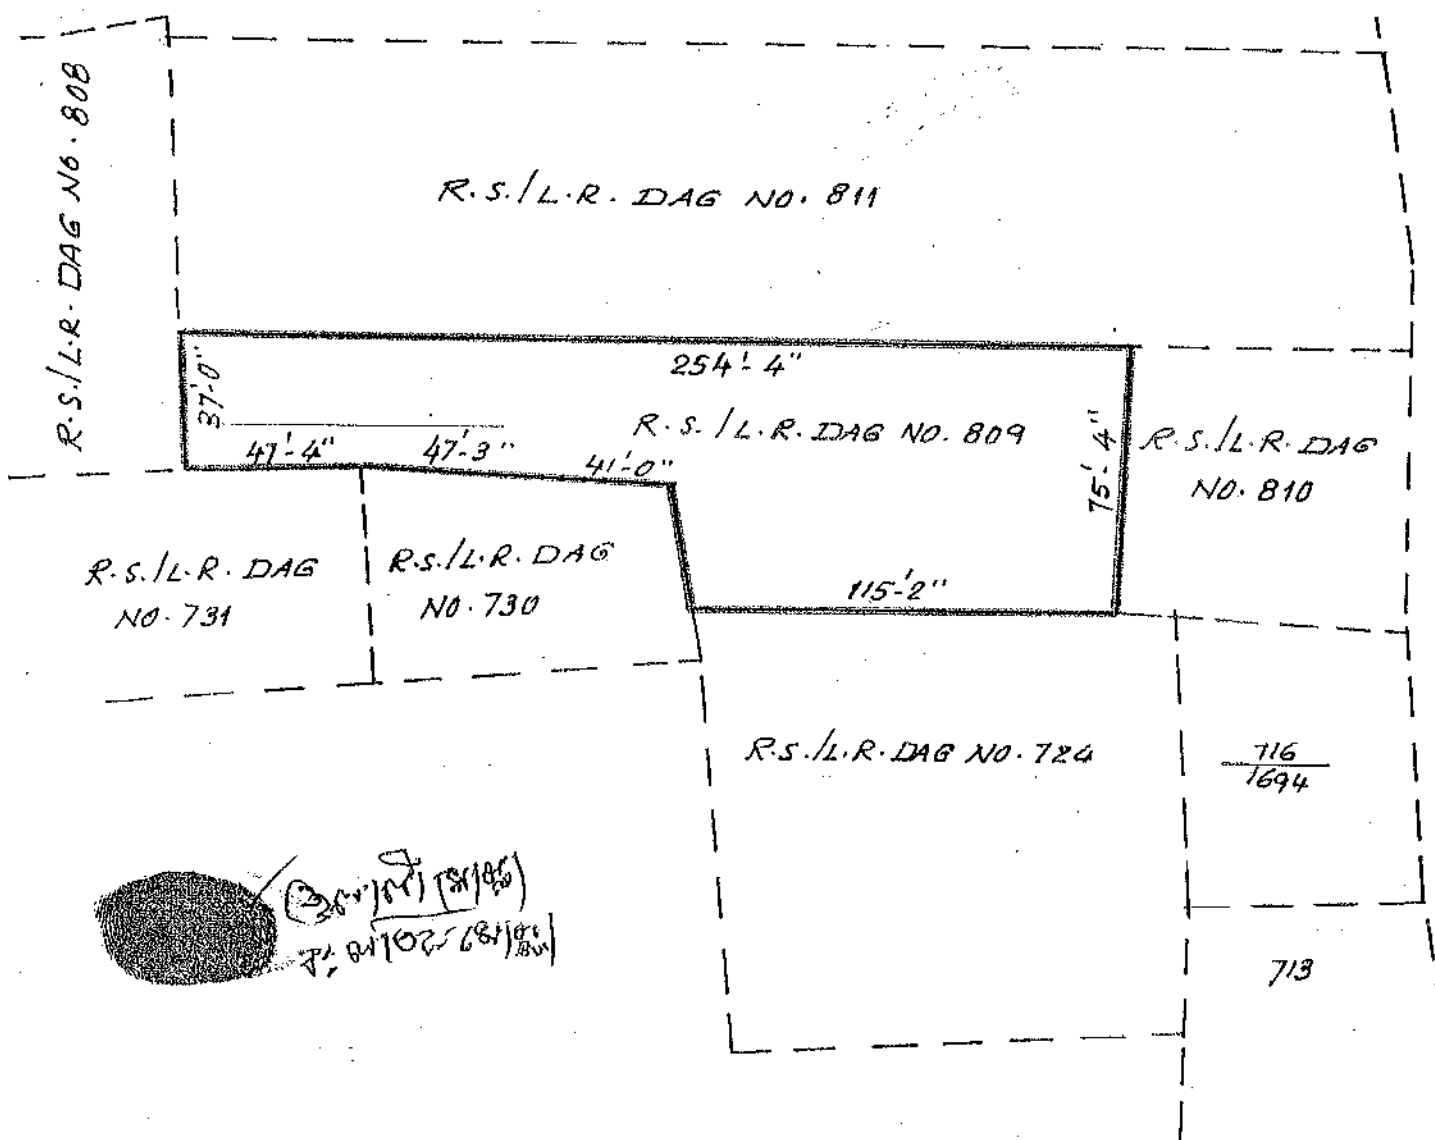 R.S./L.R. DAG NO. 808
R.S./L.R. DAG NO. 811
254'-4"
37'-0"
47'-4"
47'-3"
41'-0"
R.S./L.R. DAG NO. 809
75'-4"
R.S./L.R. DAG
NO. 810
115'-2"
R.S./L.R. DAG
NO. 731
R.S./L.R. DAG
NO. 730
R.S./L.R. DAG NO. 724
716
1694
713